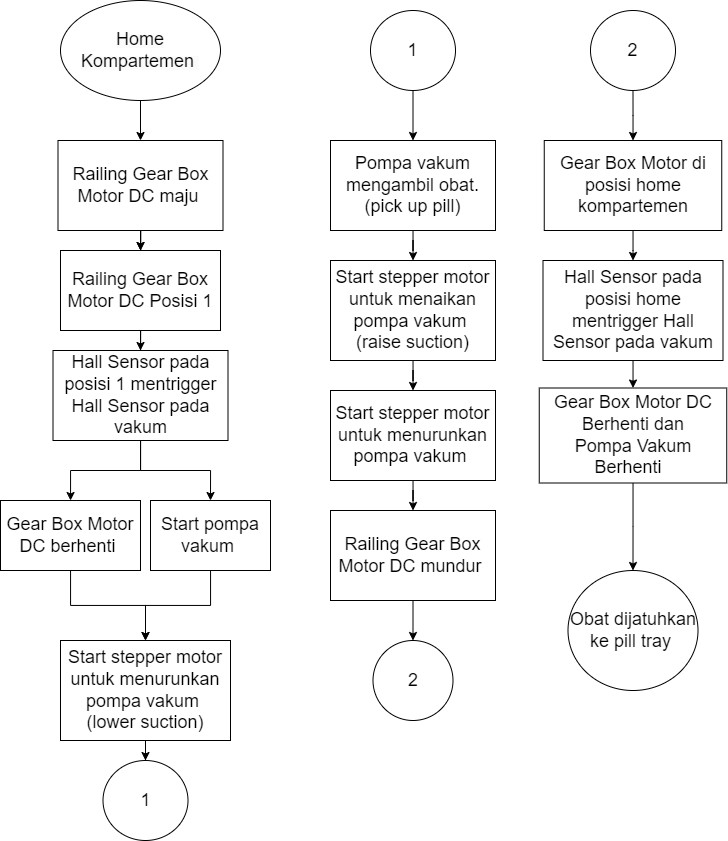 Home
Kompartemen
Railing Gear Box
Motor DC maju
Railing Gear Box
Motor DC Posisi 1
Hall Sensor pada
posisi 1 mentrigger
Hall Sensor pada
vakum
Gear Box Motor
DC berhenti
Start pompa
vakum
Start stepper motor
untuk menurunkan
pompa vakum
(lower suction)
1
1
Pompa vakum
mengambil obat.
(pick up pill)
Start stepper motor
untuk menaikan
pompa vakum
(raise suction)
Start stepper motor
untuk menurunkan
pompa vakum
Railing Gear Box
Motor DC mundur
2
2
Gear Box Motor di
posisi home
kompartemen
Hall Sensor pada
posisi home
mentrigger Hall
Sensor pada vakum
Gear Box Motor DC
Berhenti dan
Pompa Vakum
Berhenti
Obat dijatuhkan
ke pill tray